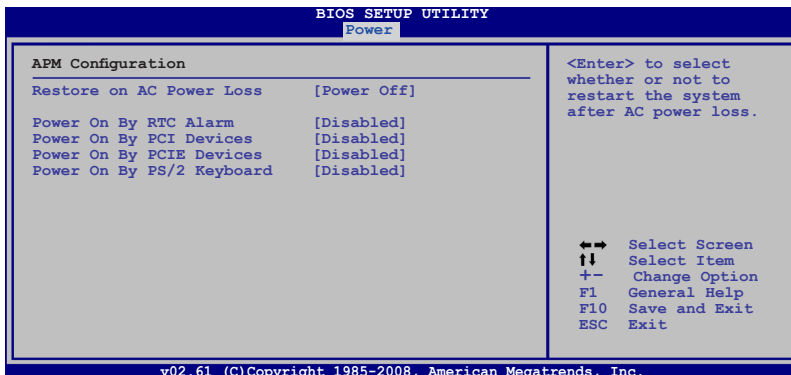 BIOS SETUP UTILITY
Power
APM Configuration
Restore on AC Power Loss [Power Off]
Power On By RTC Alarm [Disabled]
Power On By PCI Devices [Disabled]
Power On By PCIE Devices [Disabled]
Power On By PS/2 Keyboard [Disabled]
<Enter> to select
whether or not to
restart the system
after AC power loss.
←→ Select Screen
↑↓ Select Item
+- Change Option
F1 General Help
F10 Save and Exit
ESC Exit
v02.61 (C)Copyright 1985-2008, American Megatrends, Inc.